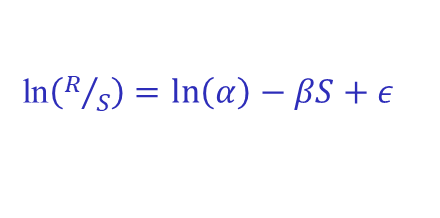 ln(R/S) = ln(α) − βS + ϵ